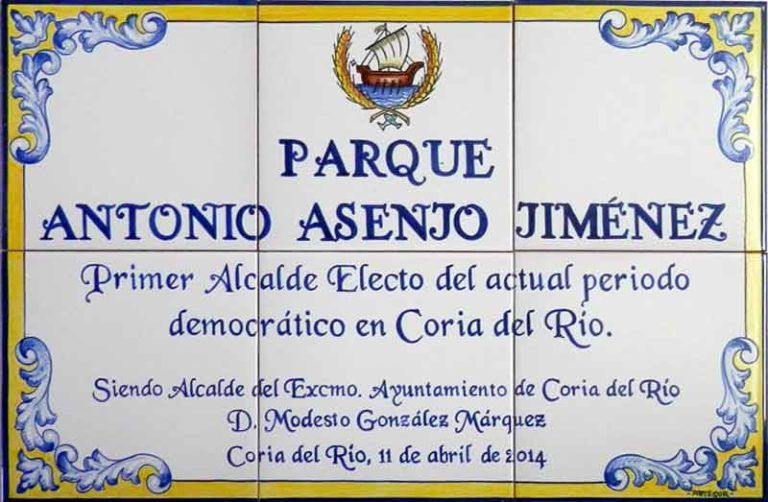 PARQUE
ANTONIO ASENJO JIMÉNEZ
Primer Alcalde Electo del actual periodo
democrático en Coria del Río.
Siendo Alcalde del Excmo. Ayuntamiento de Coria del Río
D. Modesto González Márquez
Coria del Río, 11 de abril de 2014